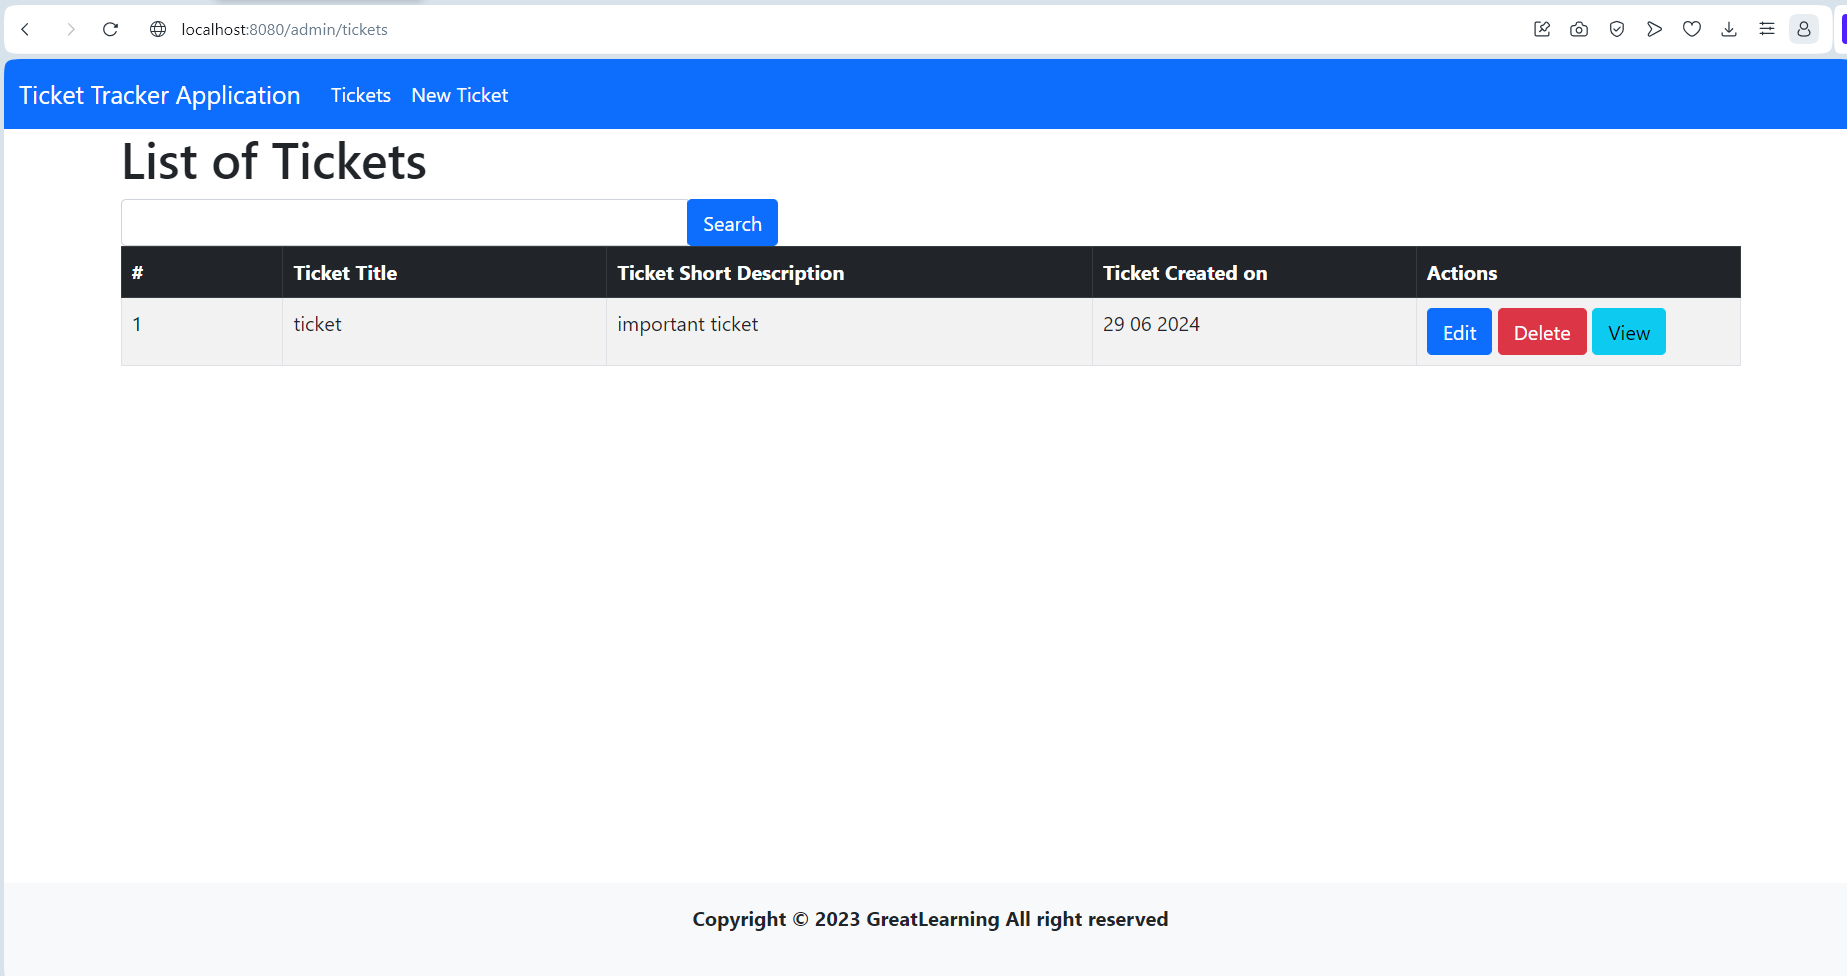 localhost:8080/admin/tickets
Ticket Tracker Application Tickets New Ticket
List of Tickets
Search
# Ticket Title Ticket Short Description Ticket Created on Actions
1 ticket important ticket 29 06 2024 Edit Delete View
Copyright © 2023 GreatLearning All right reserved